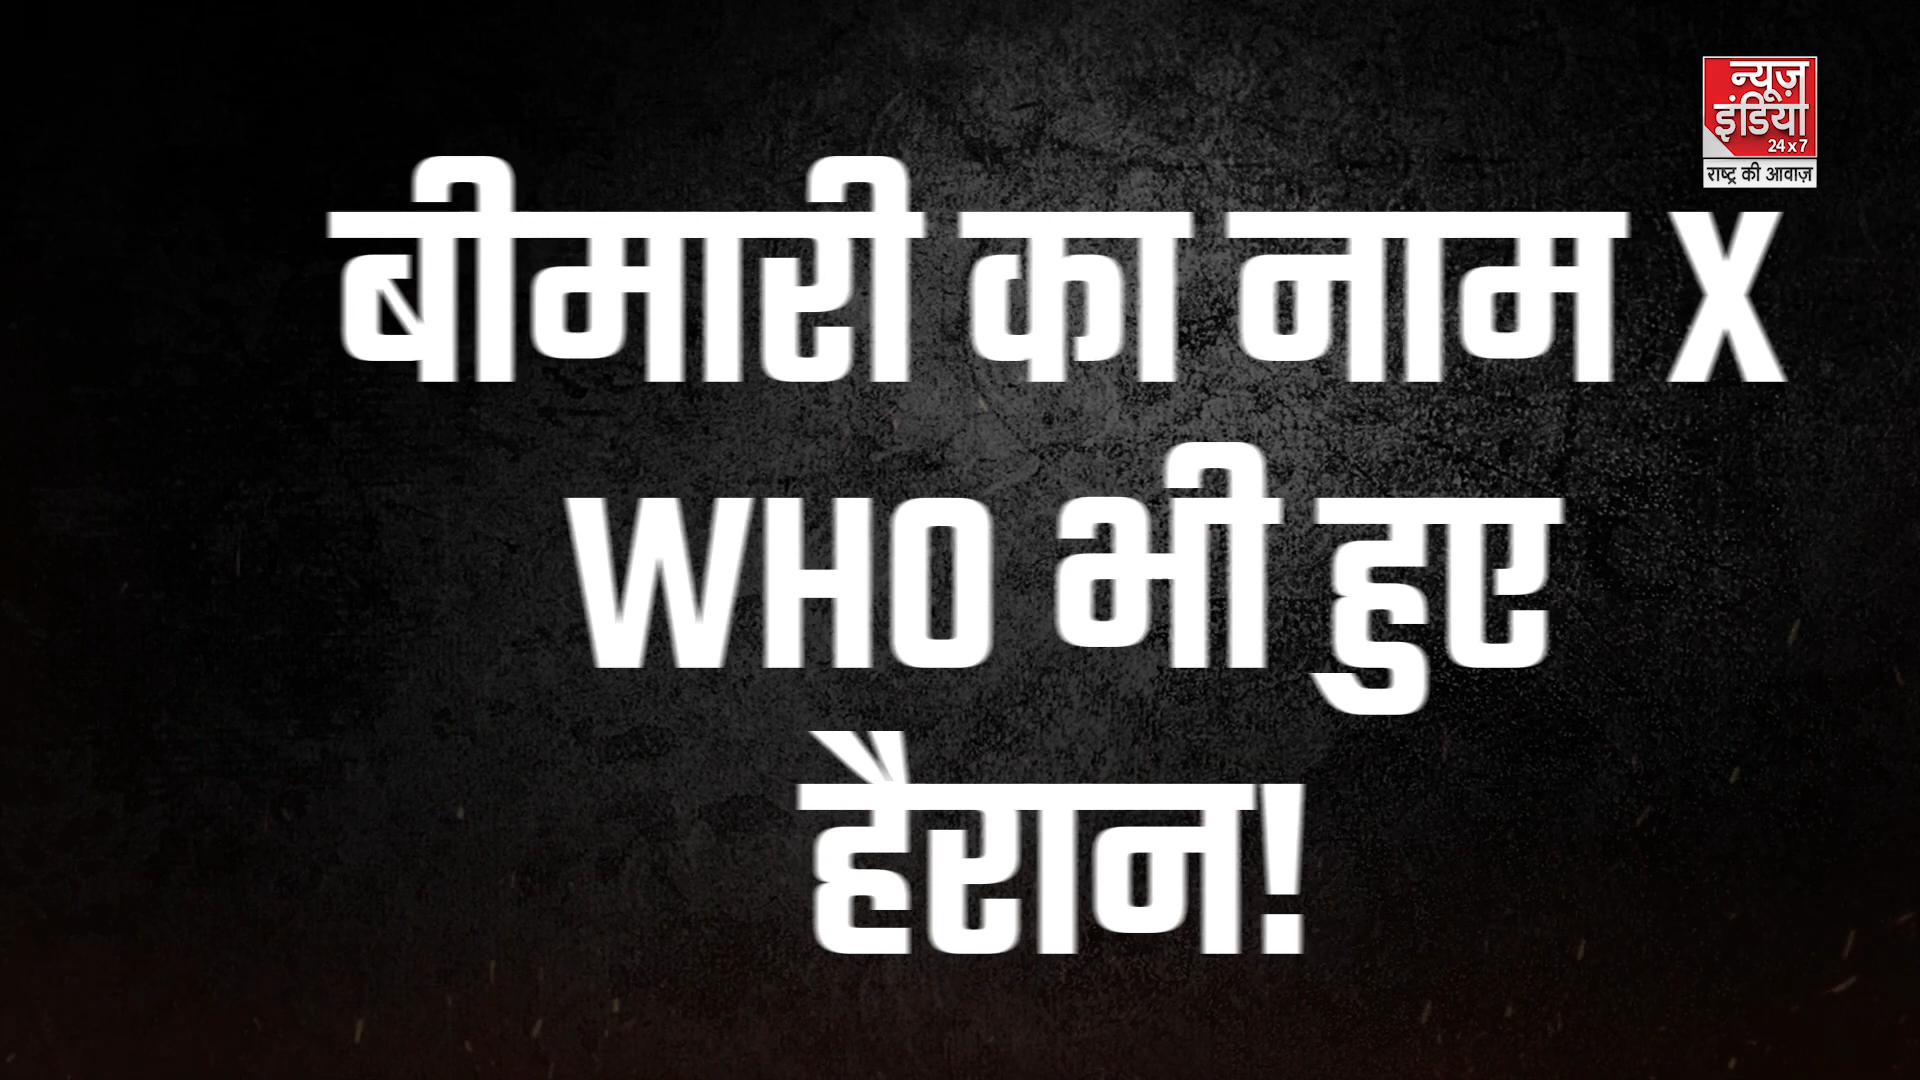 न्यूज़
इंडिया
24x7
राष्ट्र की आवाज़
बीमारी का नाम X
WHO भी हुए
हैरान!